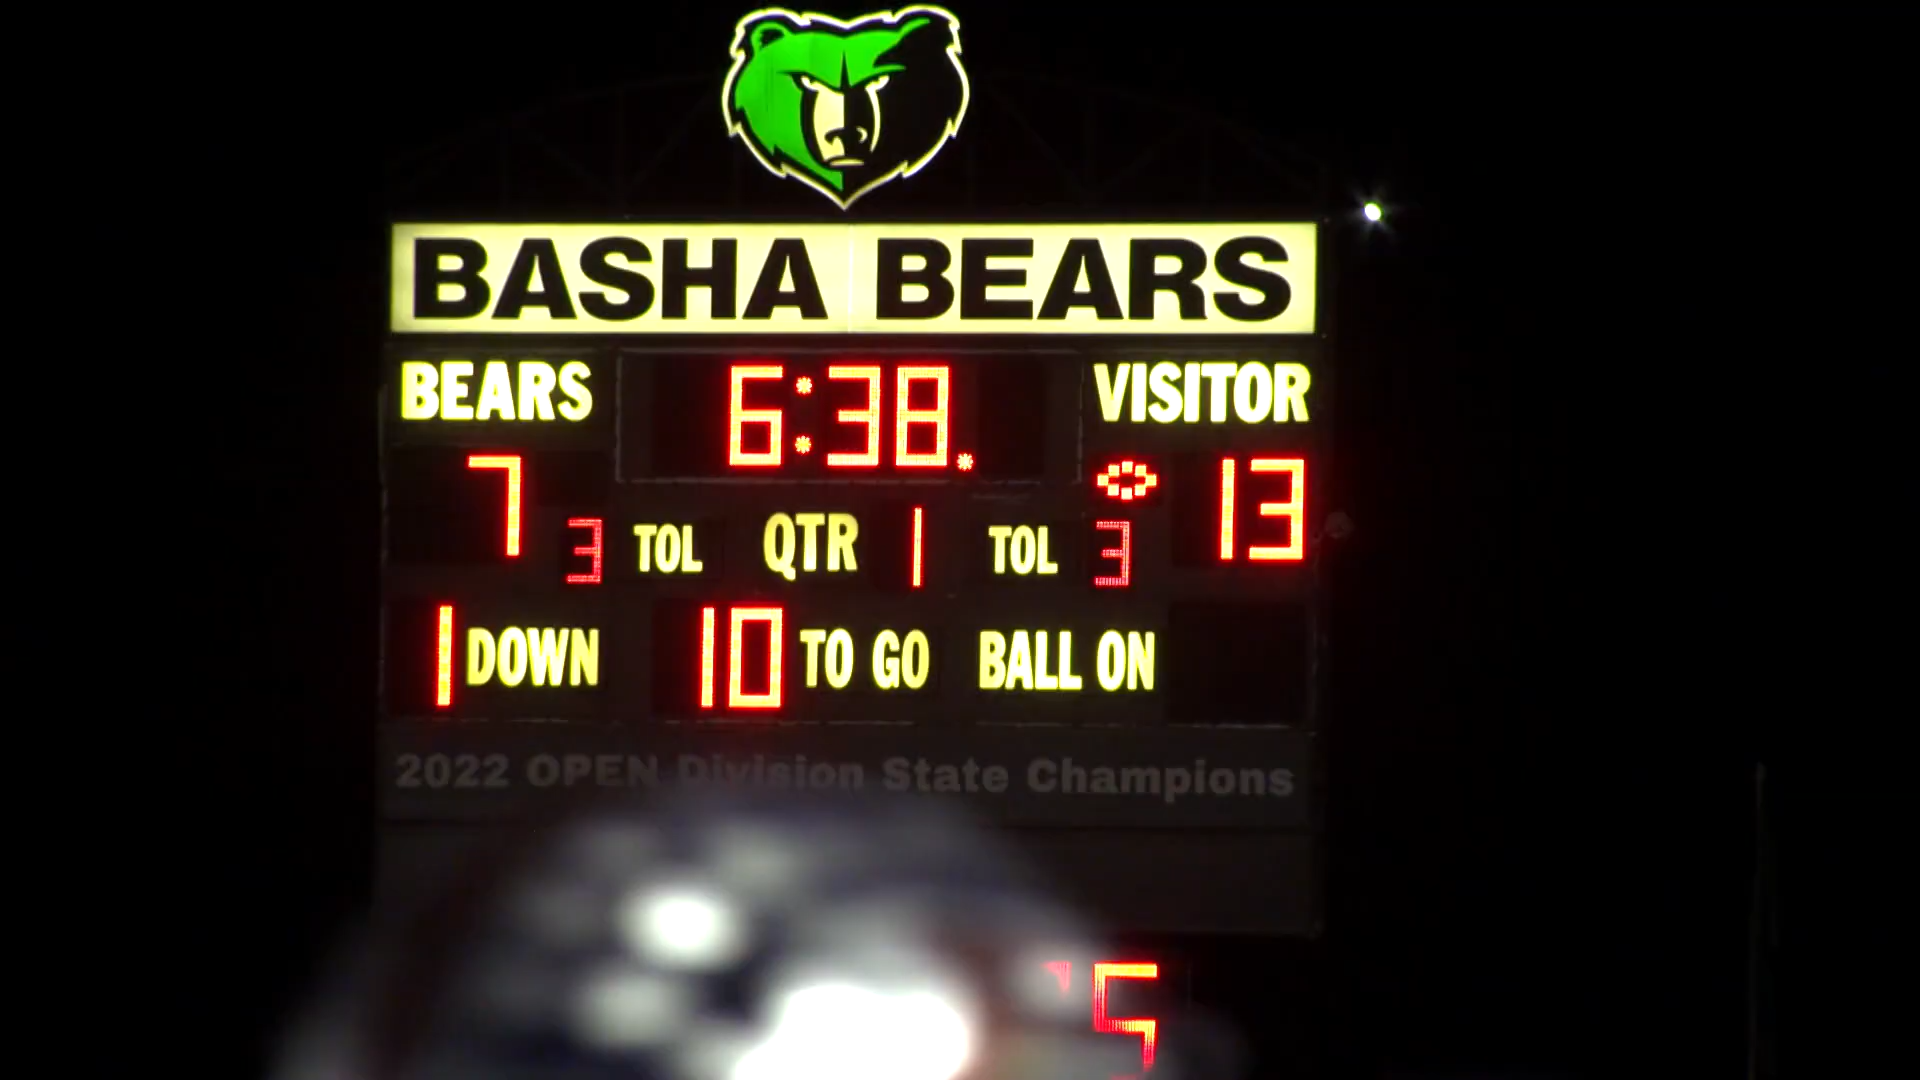 BASHA BEARS
BEARS 6:38 VISITOR
7 13
3 TOL QTR 1 TOL 3
1 DOWN 10 TO GO BALL ON
2022 OPEN Division State Champions
5